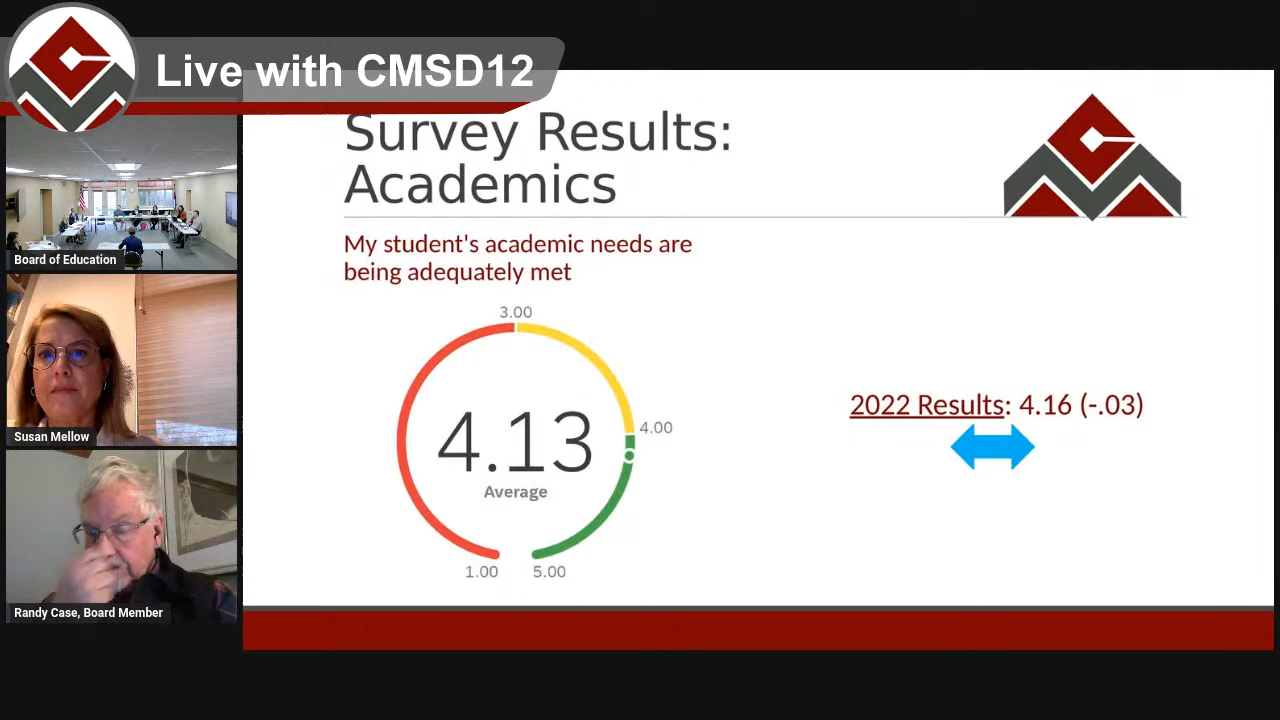 Live with CMSD12
Survey Results:
Academics
My student's academic needs are
being adequately met
3.00
4.00
4.13
Average
1.00
5.00
2022 Results: 4.16 (-.03)
Board of Education
Susan Mellow
Randy Case, Board Member